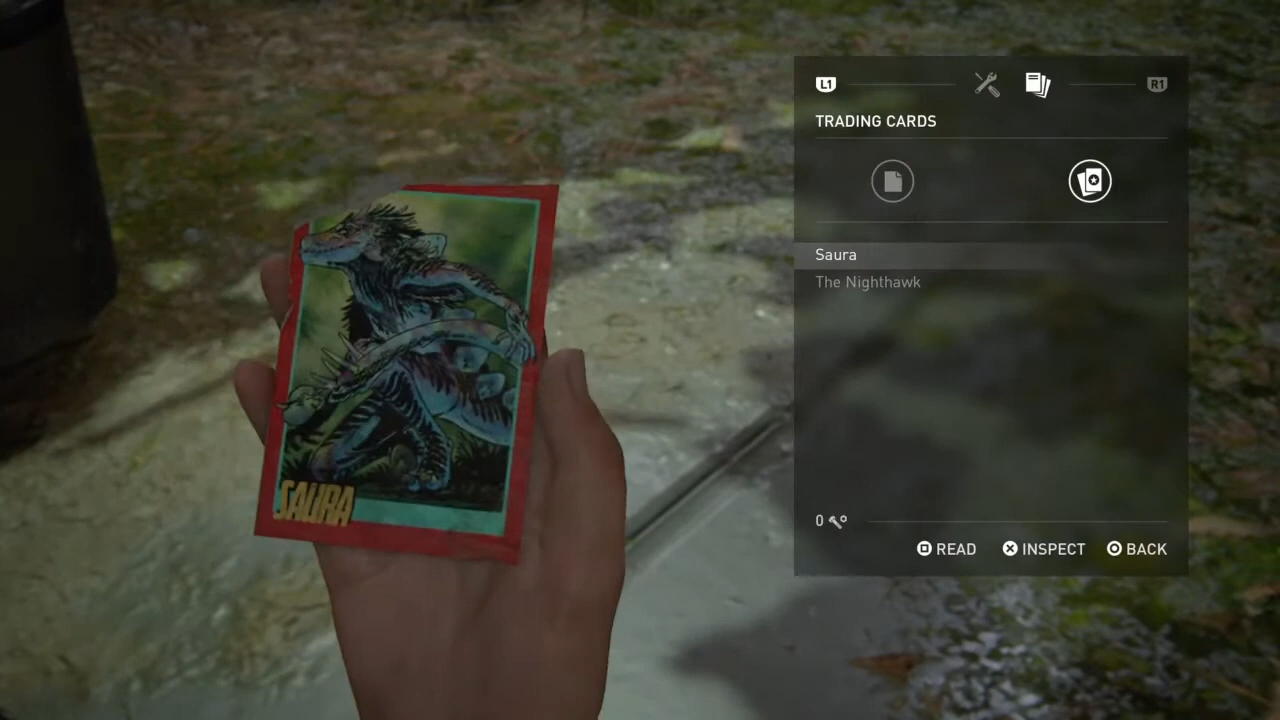 L1
R1
TRADING CARDS
Saura
The Nighthawk
SAURA
0
READ
INSPECT
BACK